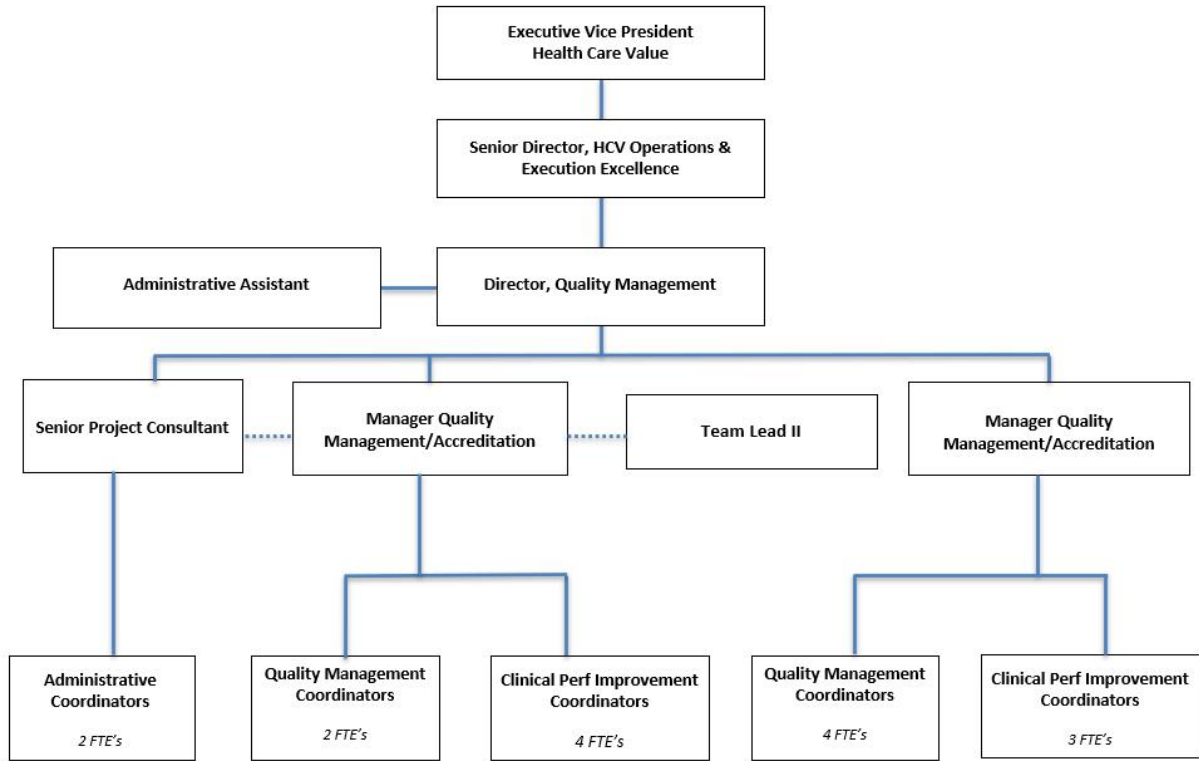 Executive Vice President
Health Care Value
Senior Director, HCV Operations &
Execution Excellence
Administrative Assistant
Director, Quality Management
Senior Project Consultant
Manager Quality
Management/Accreditation
Team Lead II
Manager Quality
Management/Accreditation
Administrative
Coordinators
2 FTE's
Quality Management
Coordinators
2 FTE's
Clinical Perf Improvement
Coordinators
4 FTE's
Quality Management
Coordinators
4 FTE's
Clinical Perf Improvement
Coordinators
3 FTE's